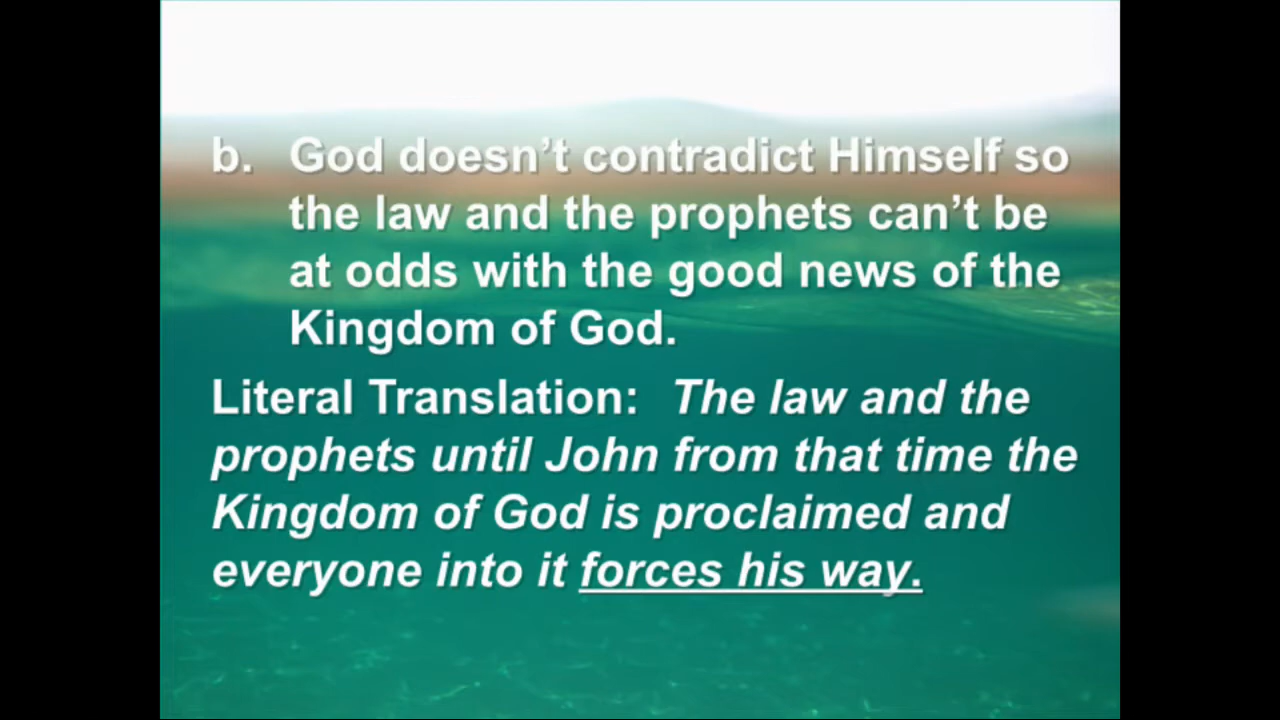 b. God doesn’t contradict Himself so
the law and the prophets can’t be
at odds with the good news of the
Kingdom of God.
Literal Translation: The law and the
prophets until John from that time the
Kingdom of God is proclaimed and
everyone into it forces his way.